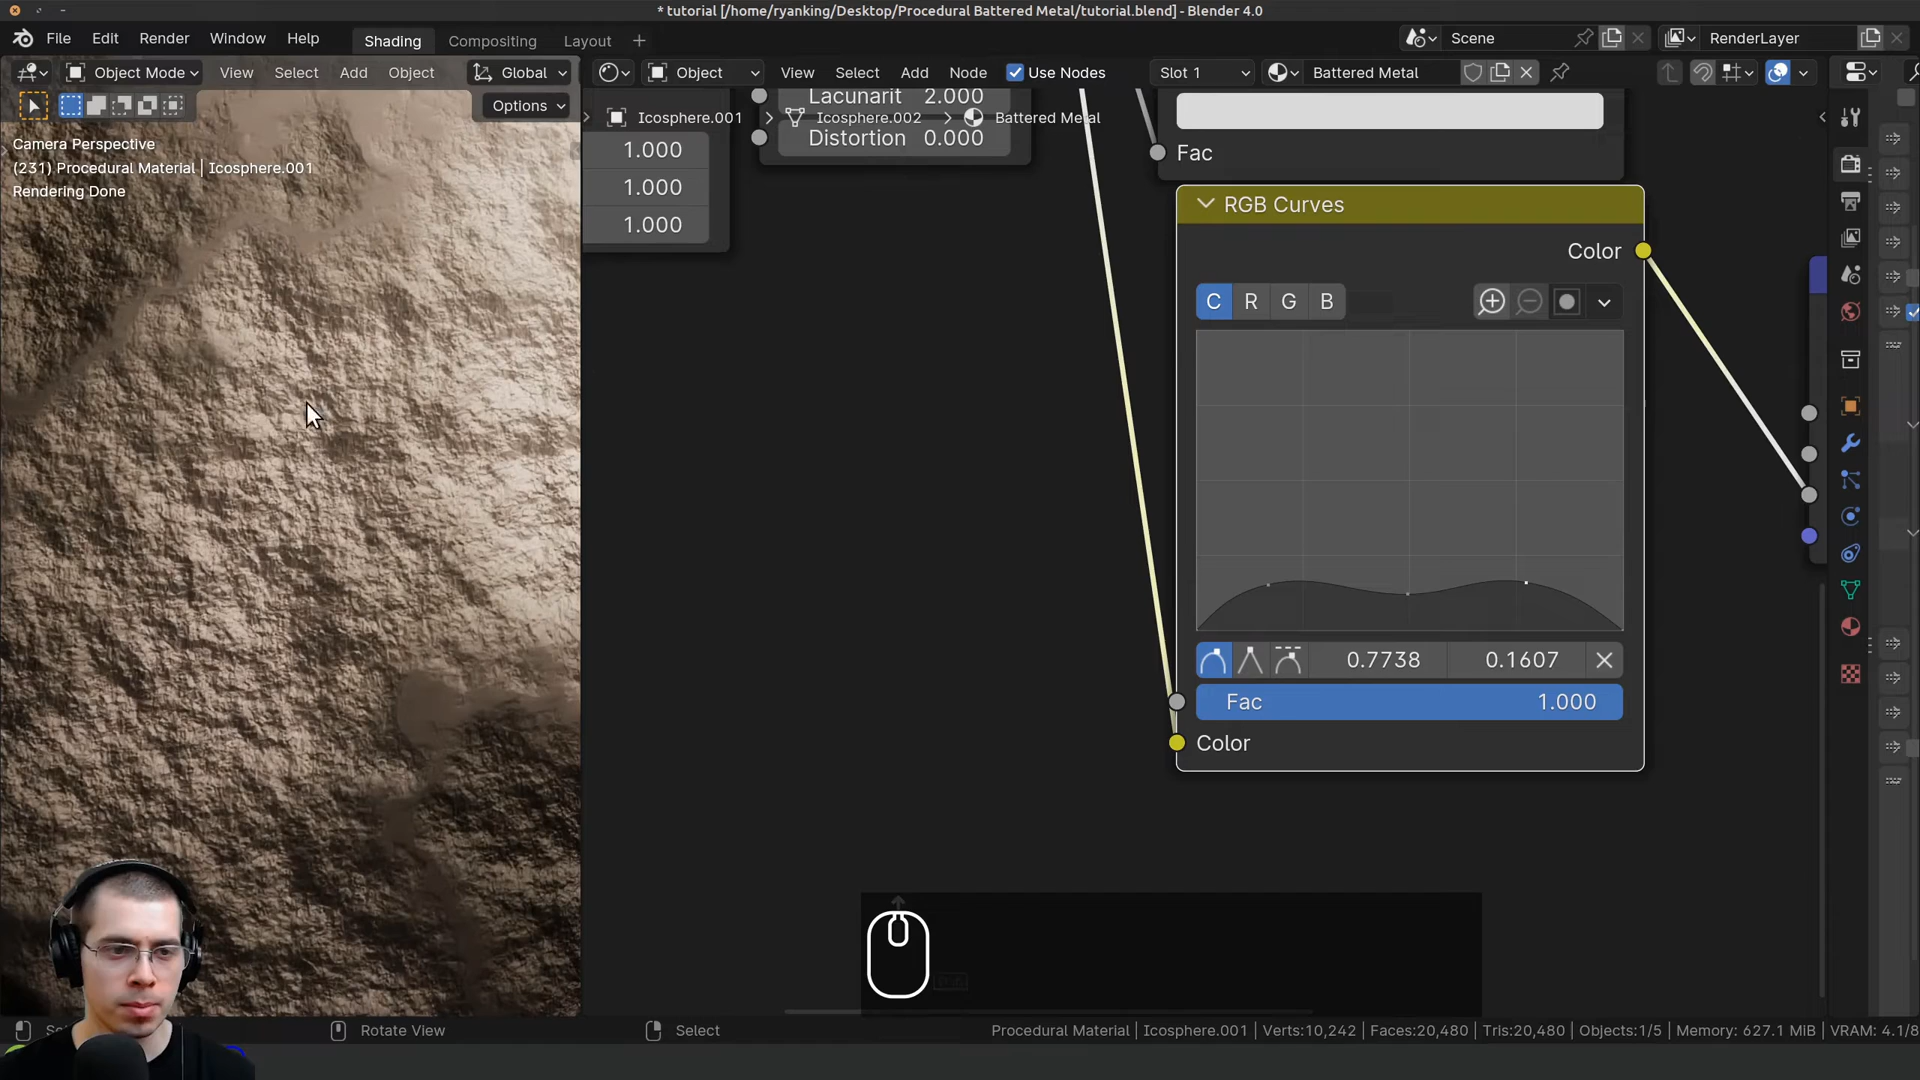 * tutorial [/home/ryanking/Desktop/Procedural Battered Metal/tutorial.blend] - Blender 4.0
File Edit Render Window Help Shading Compositing Layout + Scene RenderLayer
Object Mode View Select Add Object Global Object View Select Add Node Use Nodes Slot 1 Battered Metal
Options
Lacunarit 2.000
Icosphere.001 > Icosphere.002 > Battered Metal
Distortion 0.000
Camera Perspective
(231) Procedural Material | Icosphere.001
Rendering Done
1.000
1.000
1.000
Fac
RGB Curves
Color
C R G B
0.7738 0.1607
Fac 1.000
Color
Rotate View Select Procedural Material | Icosphere.001 | Verts:10,242 | Faces:20,480 | Tris:20,480 | Objects:1/5 | Memory: 627.1 MiB | VRAM: 4.1/8